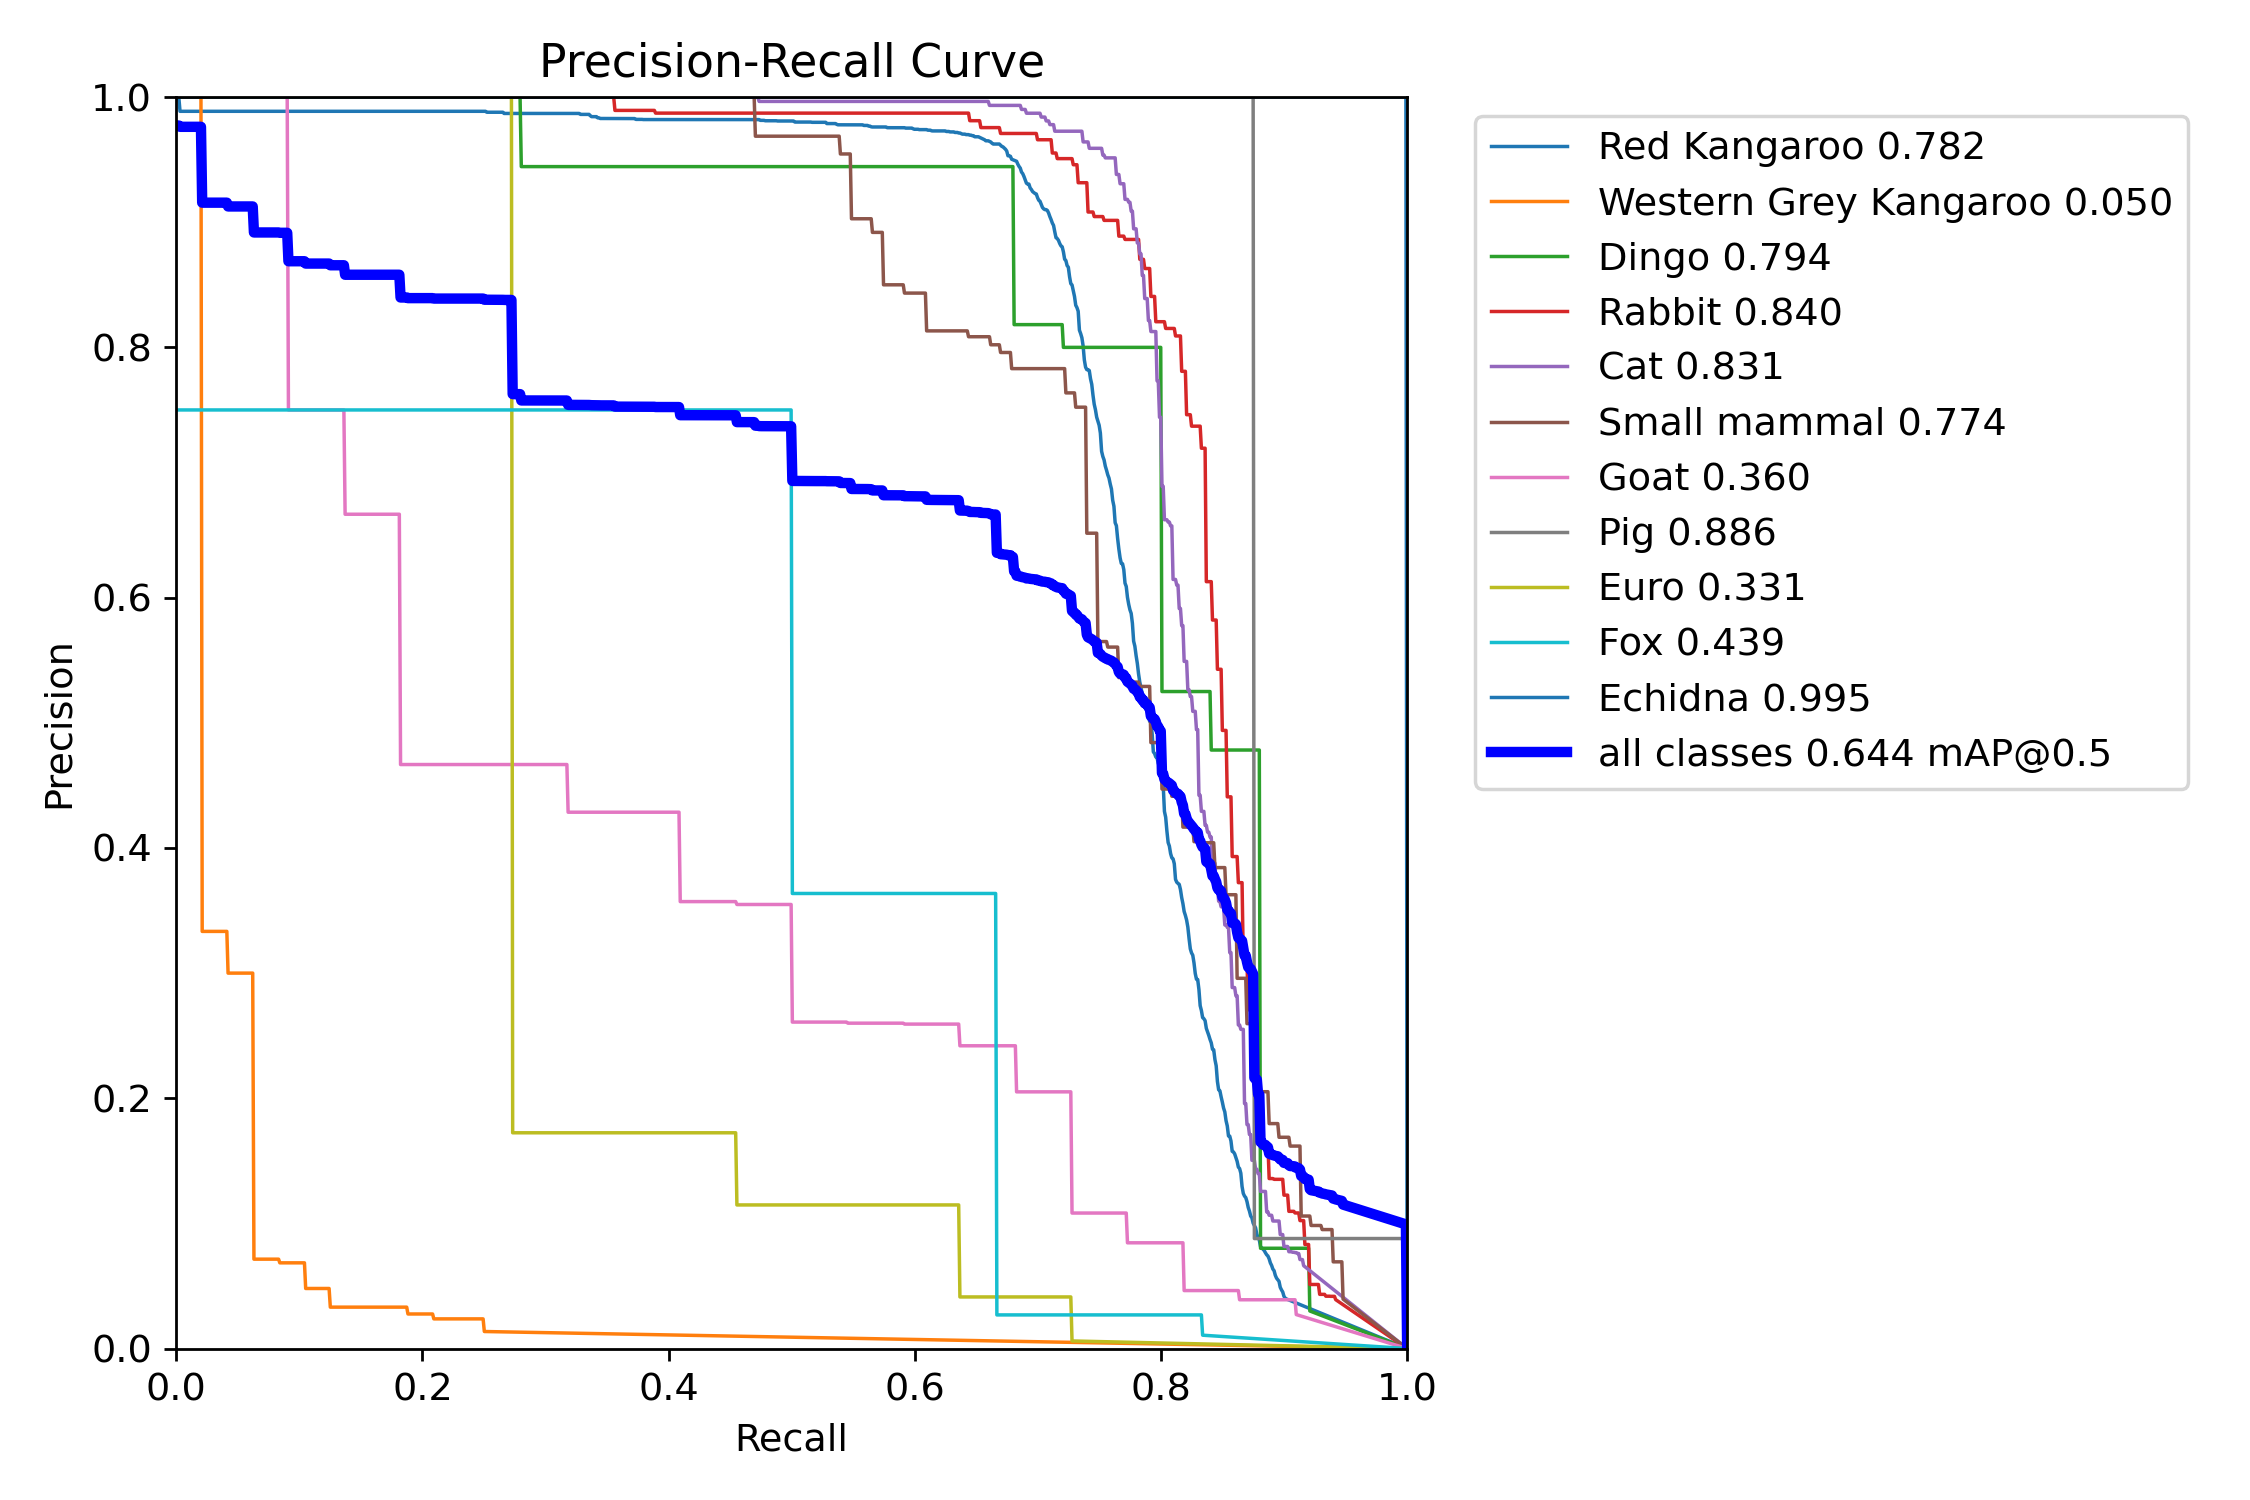 Precision-Recall Curve
1.0
0.8
0.6
0.4
0.2
0.0
Precision
0.0 0.2 0.4 0.6 0.8 1.0
Recall
Red Kangaroo 0.782
Western Grey Kangaroo 0.050
Dingo 0.794
Rabbit 0.840
Cat 0.831
Small mammal 0.774
Goat 0.360
Pig 0.886
Euro 0.331
Fox 0.439
Echidna 0.995
all classes 0.644 mAP@0.5